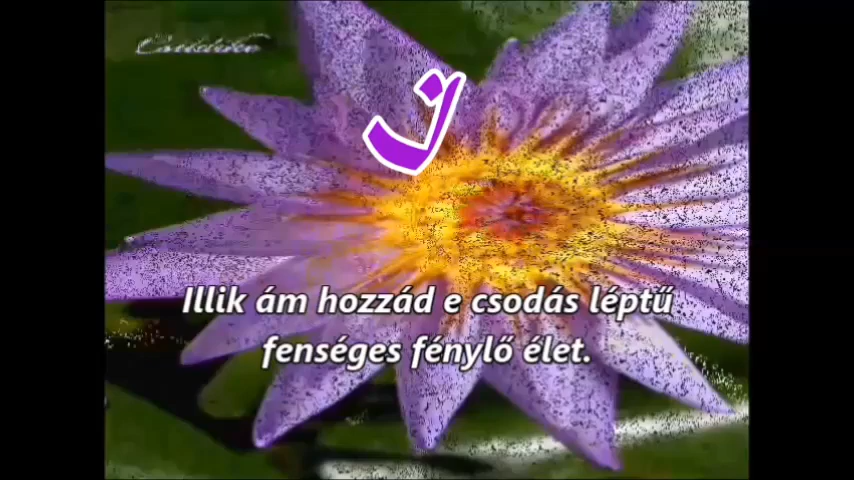 Illik ám hozzád e csodás léptű
fenséges fénylő élet.